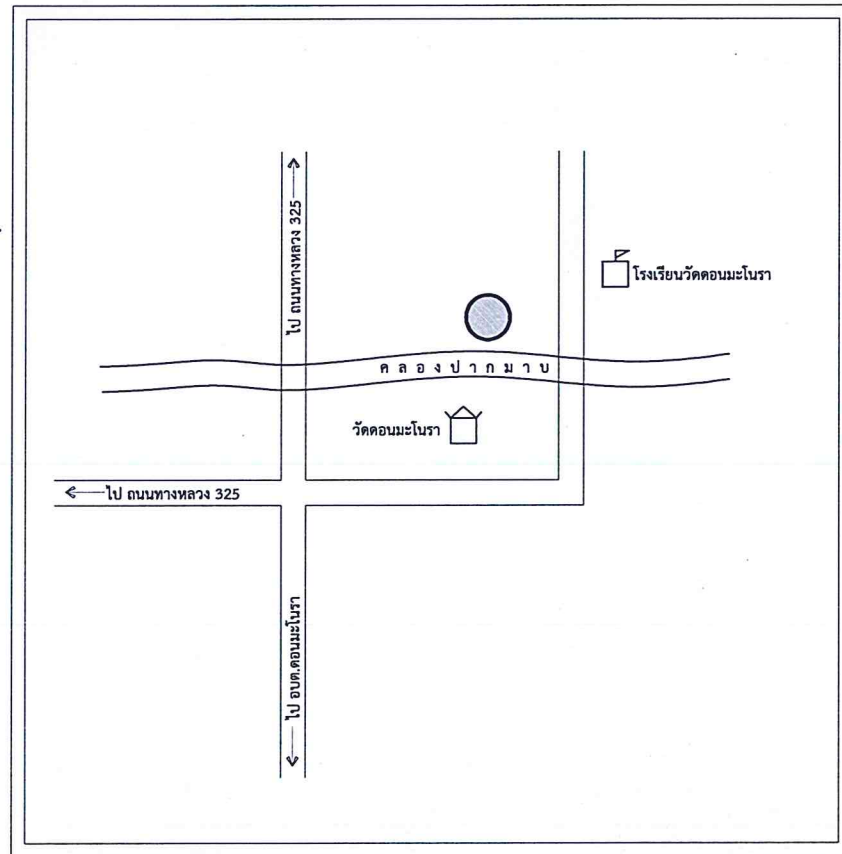 ไป ถนนทางหลวง 325
โรงเรียนวัดดอนมะโนรา
คลองปากมาบ
วัดดอนมะโนรา
ไป ถนนทางหลวง 325
ไป อบต.ดอนมะโนรา